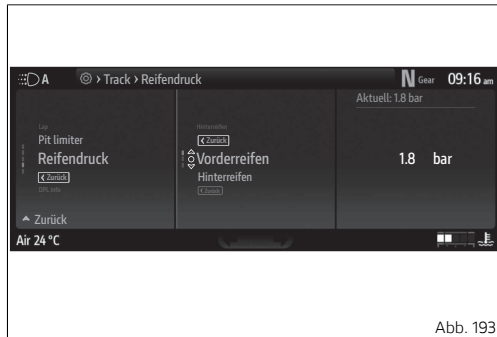 A
Track › Reifendruck
N Gear
09:16 am
Lap
Pit limiter
Reifendruck
Zurück
OPC info
Zurück
Hinterreifen
Zurück
Vorderreifen
Hinterreifen
Zurück
Aktuell: 1.8 bar
1.8 bar
Air 24 °C
Abb. 193